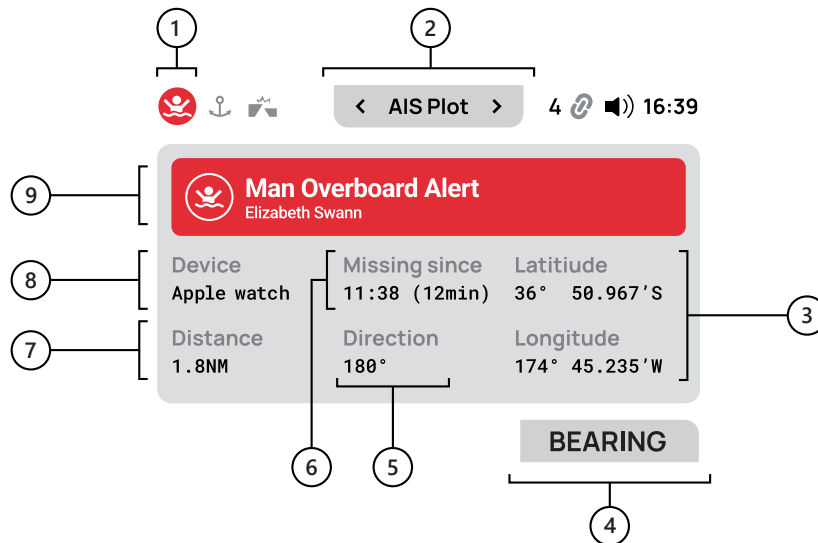 1
2
< AIS Plot >
4 16:39
9
Man Overboard Alert
Elizabeth Swann
8
Device
Apple watch
Missing since
11:38 (12min)
Latitiude
36° 50.967’S
3
7
Distance
1.8NM
Direction
180°
Longitude
174° 45.235’W
BEARING
6
5
4